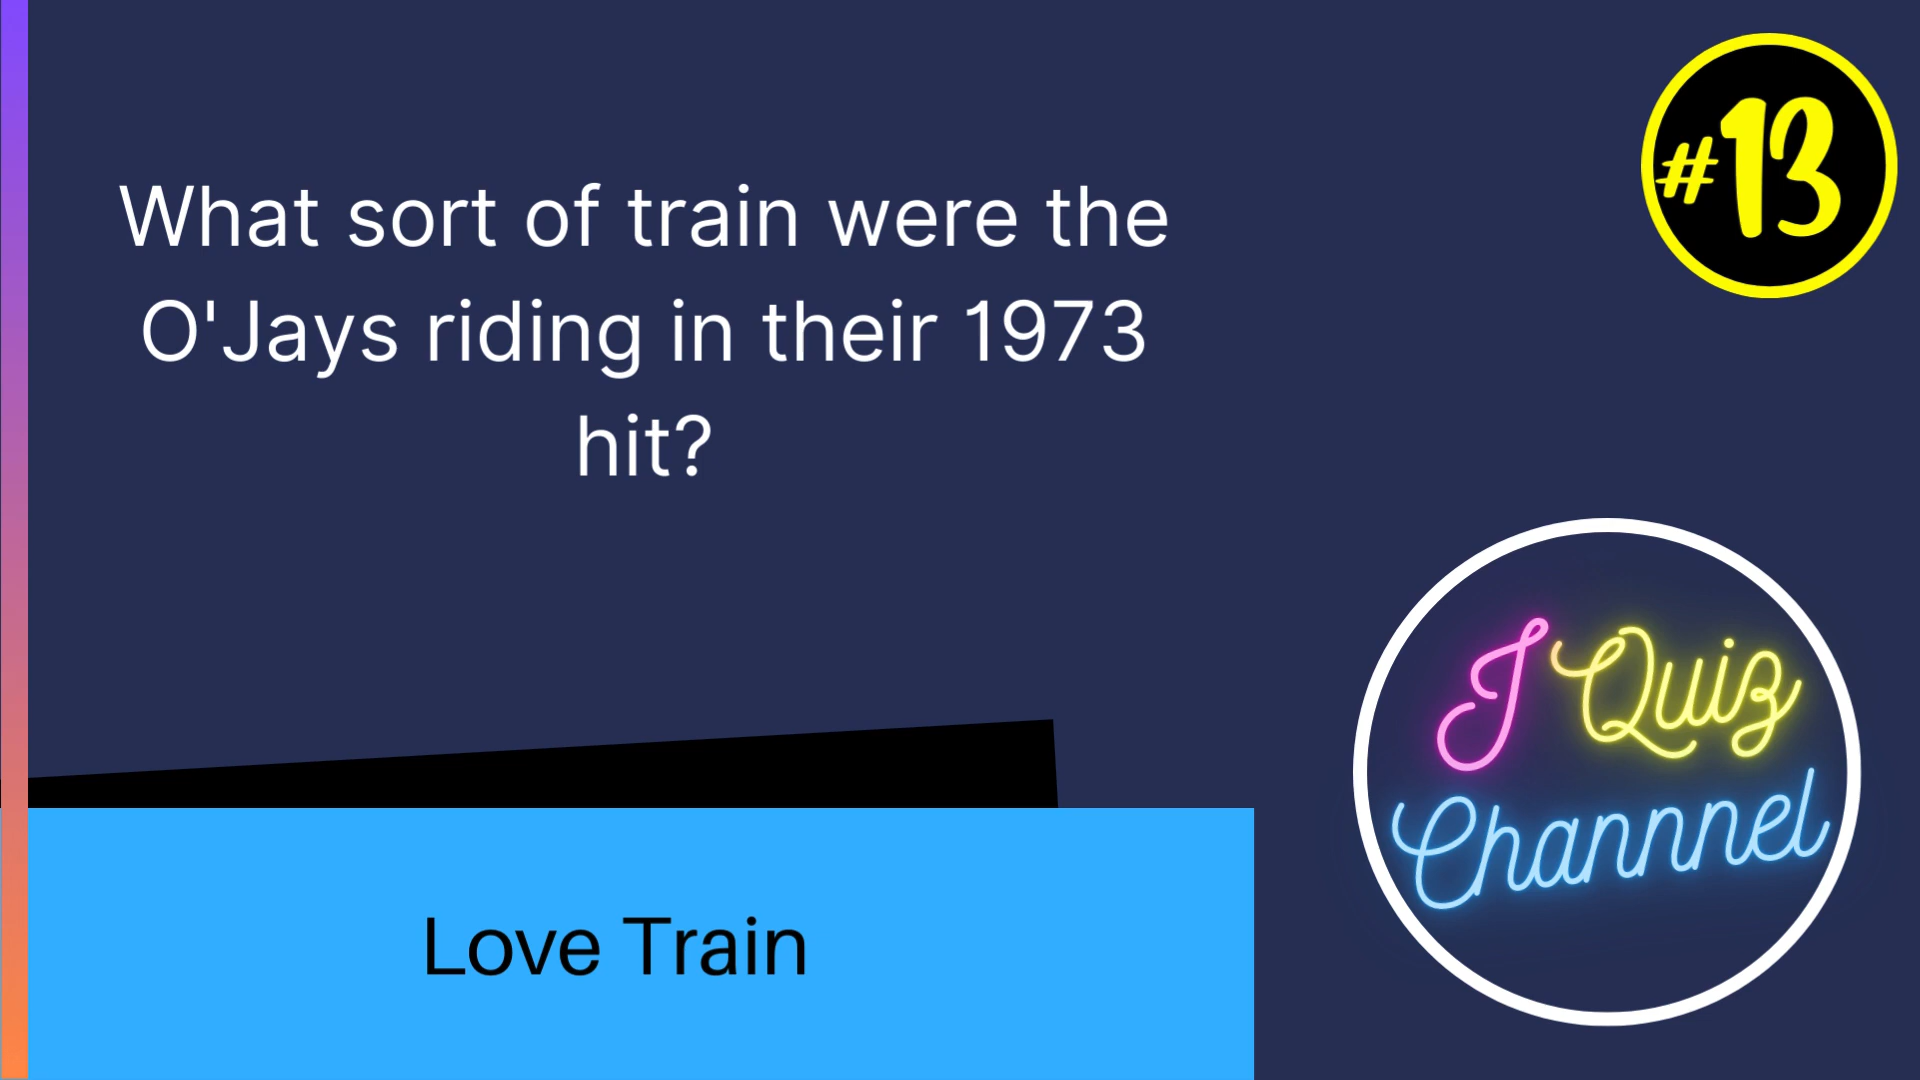 #13
What sort of train were the
O'Jays riding in their 1973
hit?
I Quiz
Channnel
Love Train